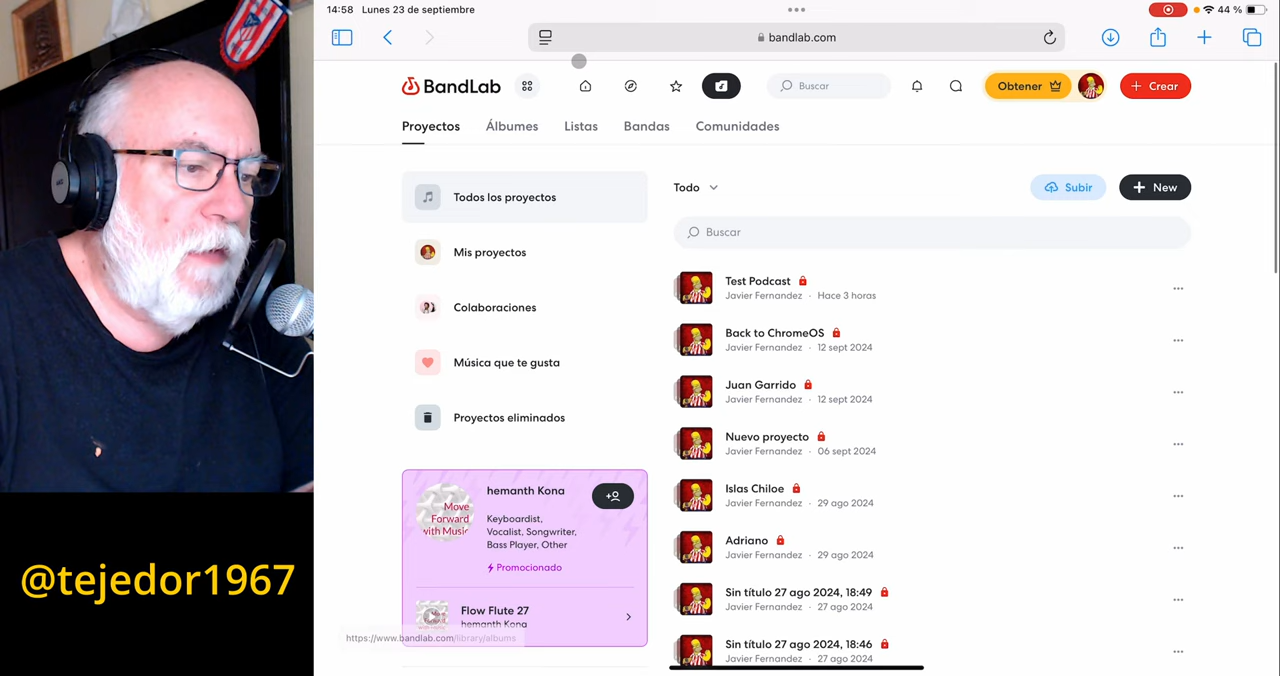 14:58 Lunes 23 de septiembre
44 %
bandlab.com
BandLab
Buscar
Obtener
Crear
Proyectos
Álbumes
Listas
Bandas
Comunidades
Todos los proyectos
Mis proyectos
Colaboraciones
Música que te gusta
Proyectos eliminados
hemanth Kona
Keyboardist,
Vocalist, Songwriter,
Bass Player, Other
Promocionado
Move
Forward
with Music
Flow Flute 27
hemanth Kona
https://www.bandlab.com/library/albums
Todo
Subir
New
Buscar
Test Podcast
Javier Fernandez · Hace 3 horas
Back to ChromeOS
Javier Fernandez · 12 sept 2024
Juan Garrido
Javier Fernandez · 12 sept 2024
Nuevo proyecto
Javier Fernandez · 06 sept 2024
Islas Chiloe
Javier Fernandez · 29 ago 2024
Adriano
Javier Fernandez · 29 ago 2024
Sin título 27 ago 2024, 18:49
Javier Fernandez · 27 ago 2024
Sin título 27 ago 2024, 18:46
Javier Fernandez · 27 ago 2024
@tejedor1967